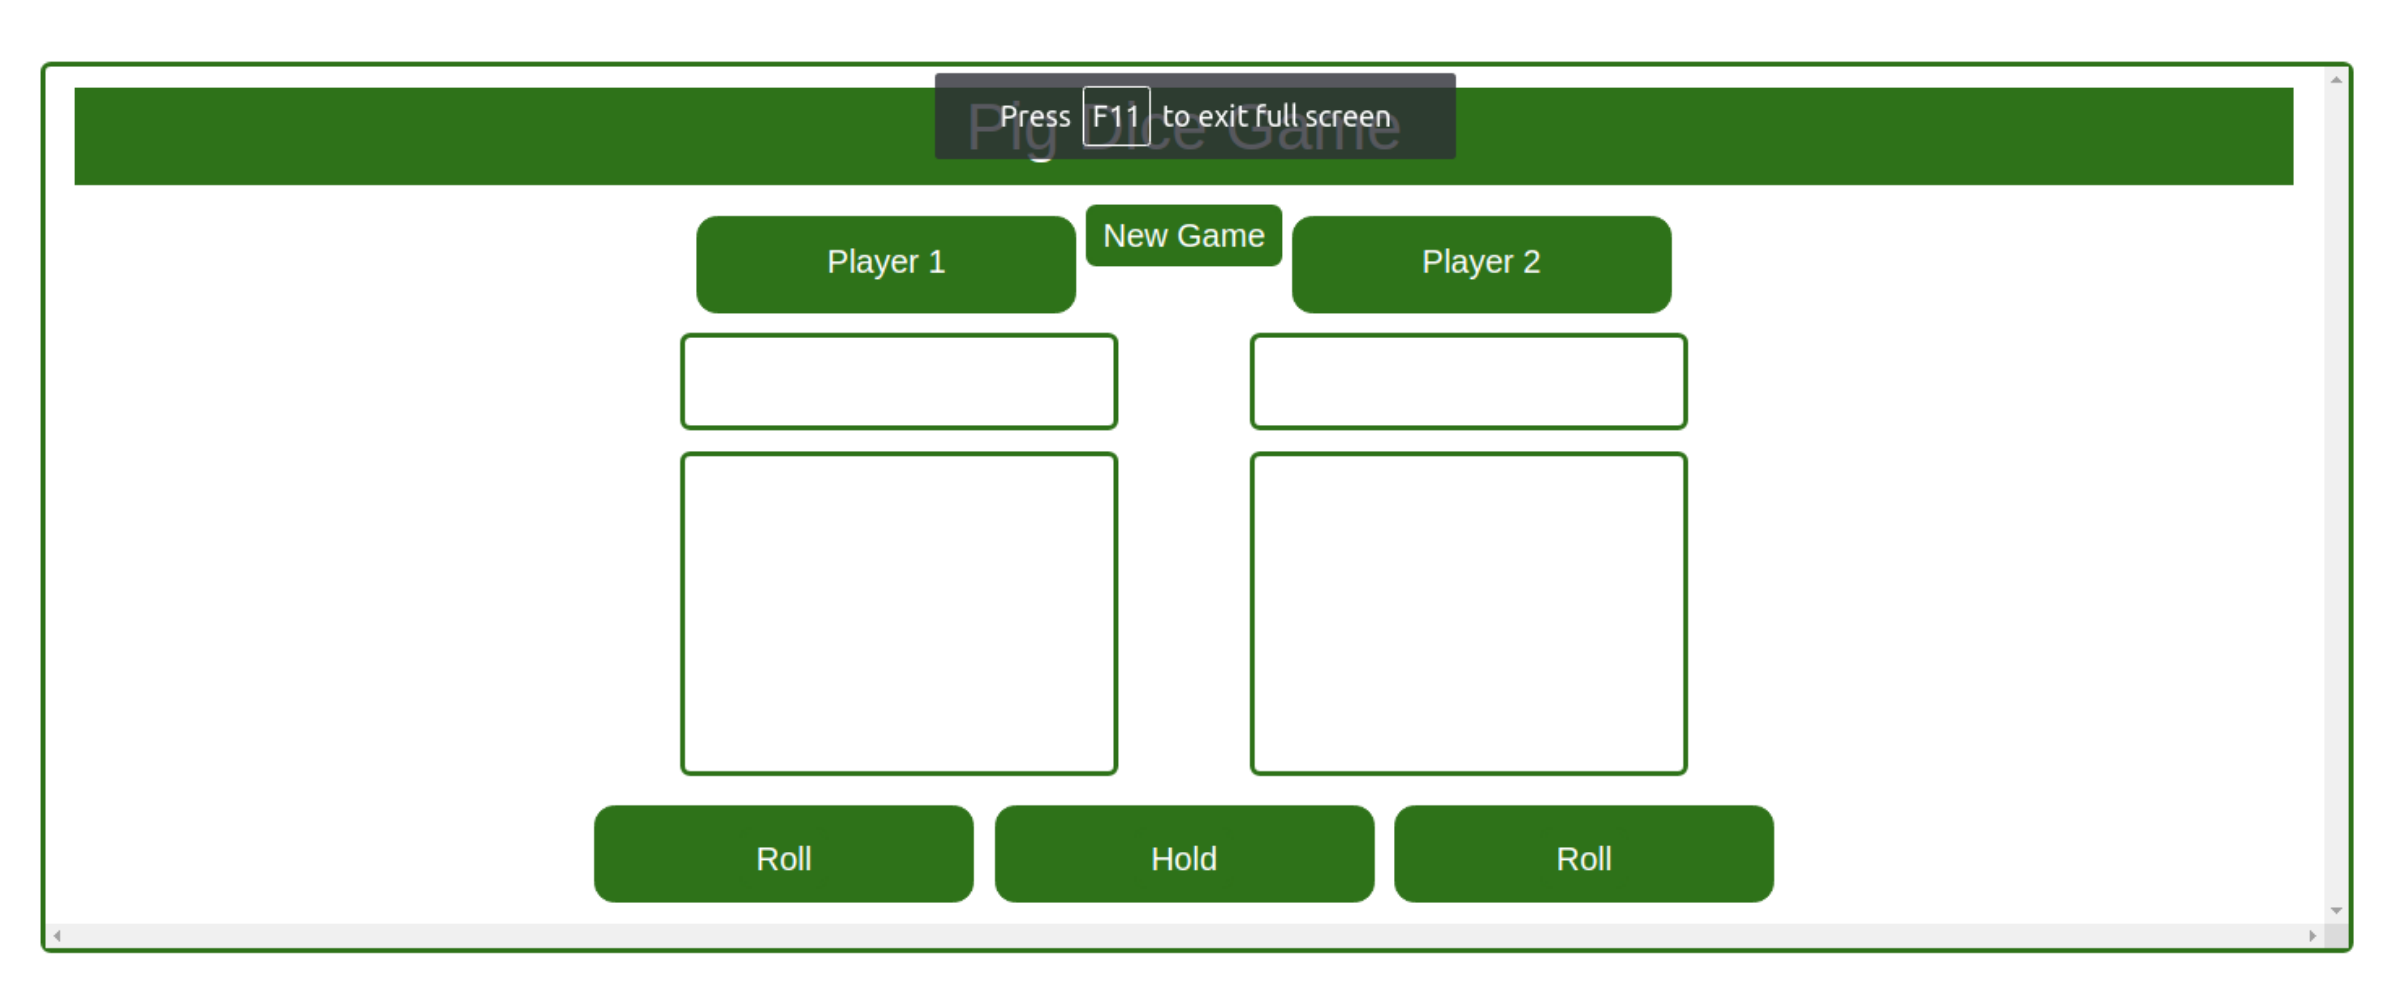 Pig Dice Game
Press F11 to exit full screen
Player 1
New Game
Player 2
Roll
Hold
Roll